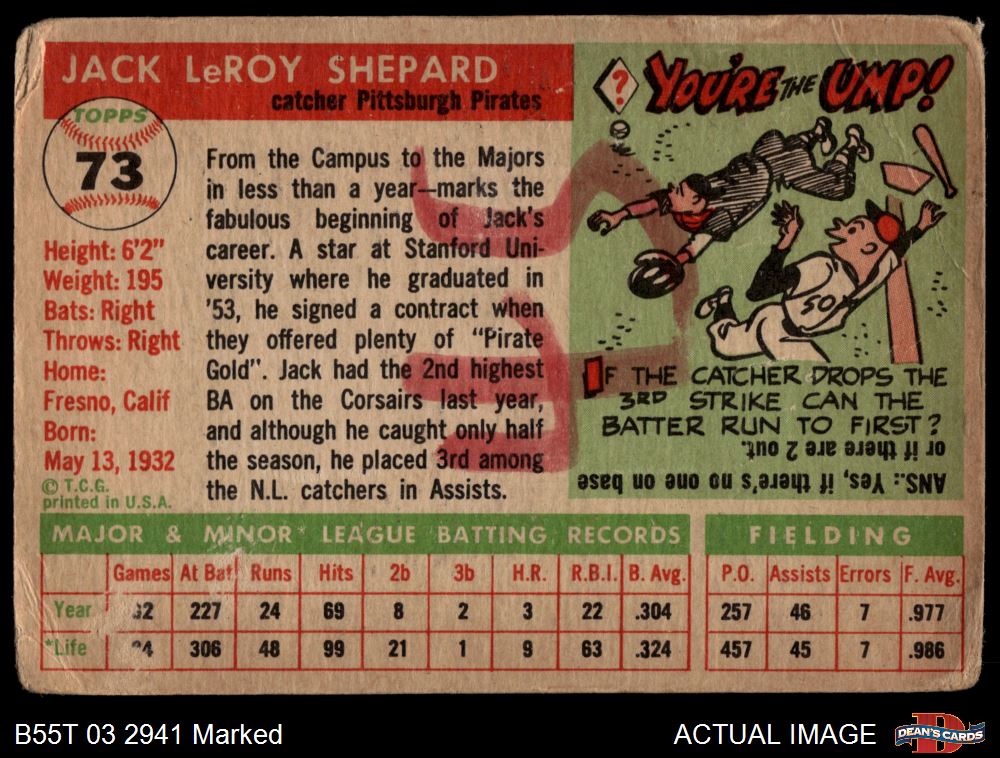 JACK LeROY SHEPARD
catcher Pittsburgh Pirates
TOPPS
73
Height: 6'2"
Weight: 195
Bats: Right
Throws: Right
Home:
Fresno, Calif
Born:
May 13, 1932
© T.C.G.
printed in U.S.A.
From the Campus to the Majors
in less than a year—marks the
fabulous beginning of Jack's
career. A star at Stanford Uni-
versity where he graduated in
'53, he signed a contract when
they offered plenty of "Pirate
Gold". Jack had the 2nd highest
BA on the Corsairs last year,
and although he caught only half
the season, he placed 3rd among
the N.L. catchers in Assists.
? YOU'RE THE UMP!
50
IF THE CATCHER DROPS THE
3RD STRIKE CAN THE
BATTER RUN TO FIRST?
ANS.: Yes, if there's no one on base
or if there are 2 out.
MAJOR & MINOR* LEAGUE BATTING RECORDS
Games At Bat Runs Hits 2b 3b H.R. R.B.I. B. Avg.
Year 2 227 24 69 8 2 3 22 .304
*Life 4 306 48 99 21 1 9 63 .324
FIELDING
P.O. Assists Errors F. Avg.
257 46 7 .977
457 45 7 .986
B55T 03 2941 Marked
ACTUAL IMAGE
DEAN'S CARDS